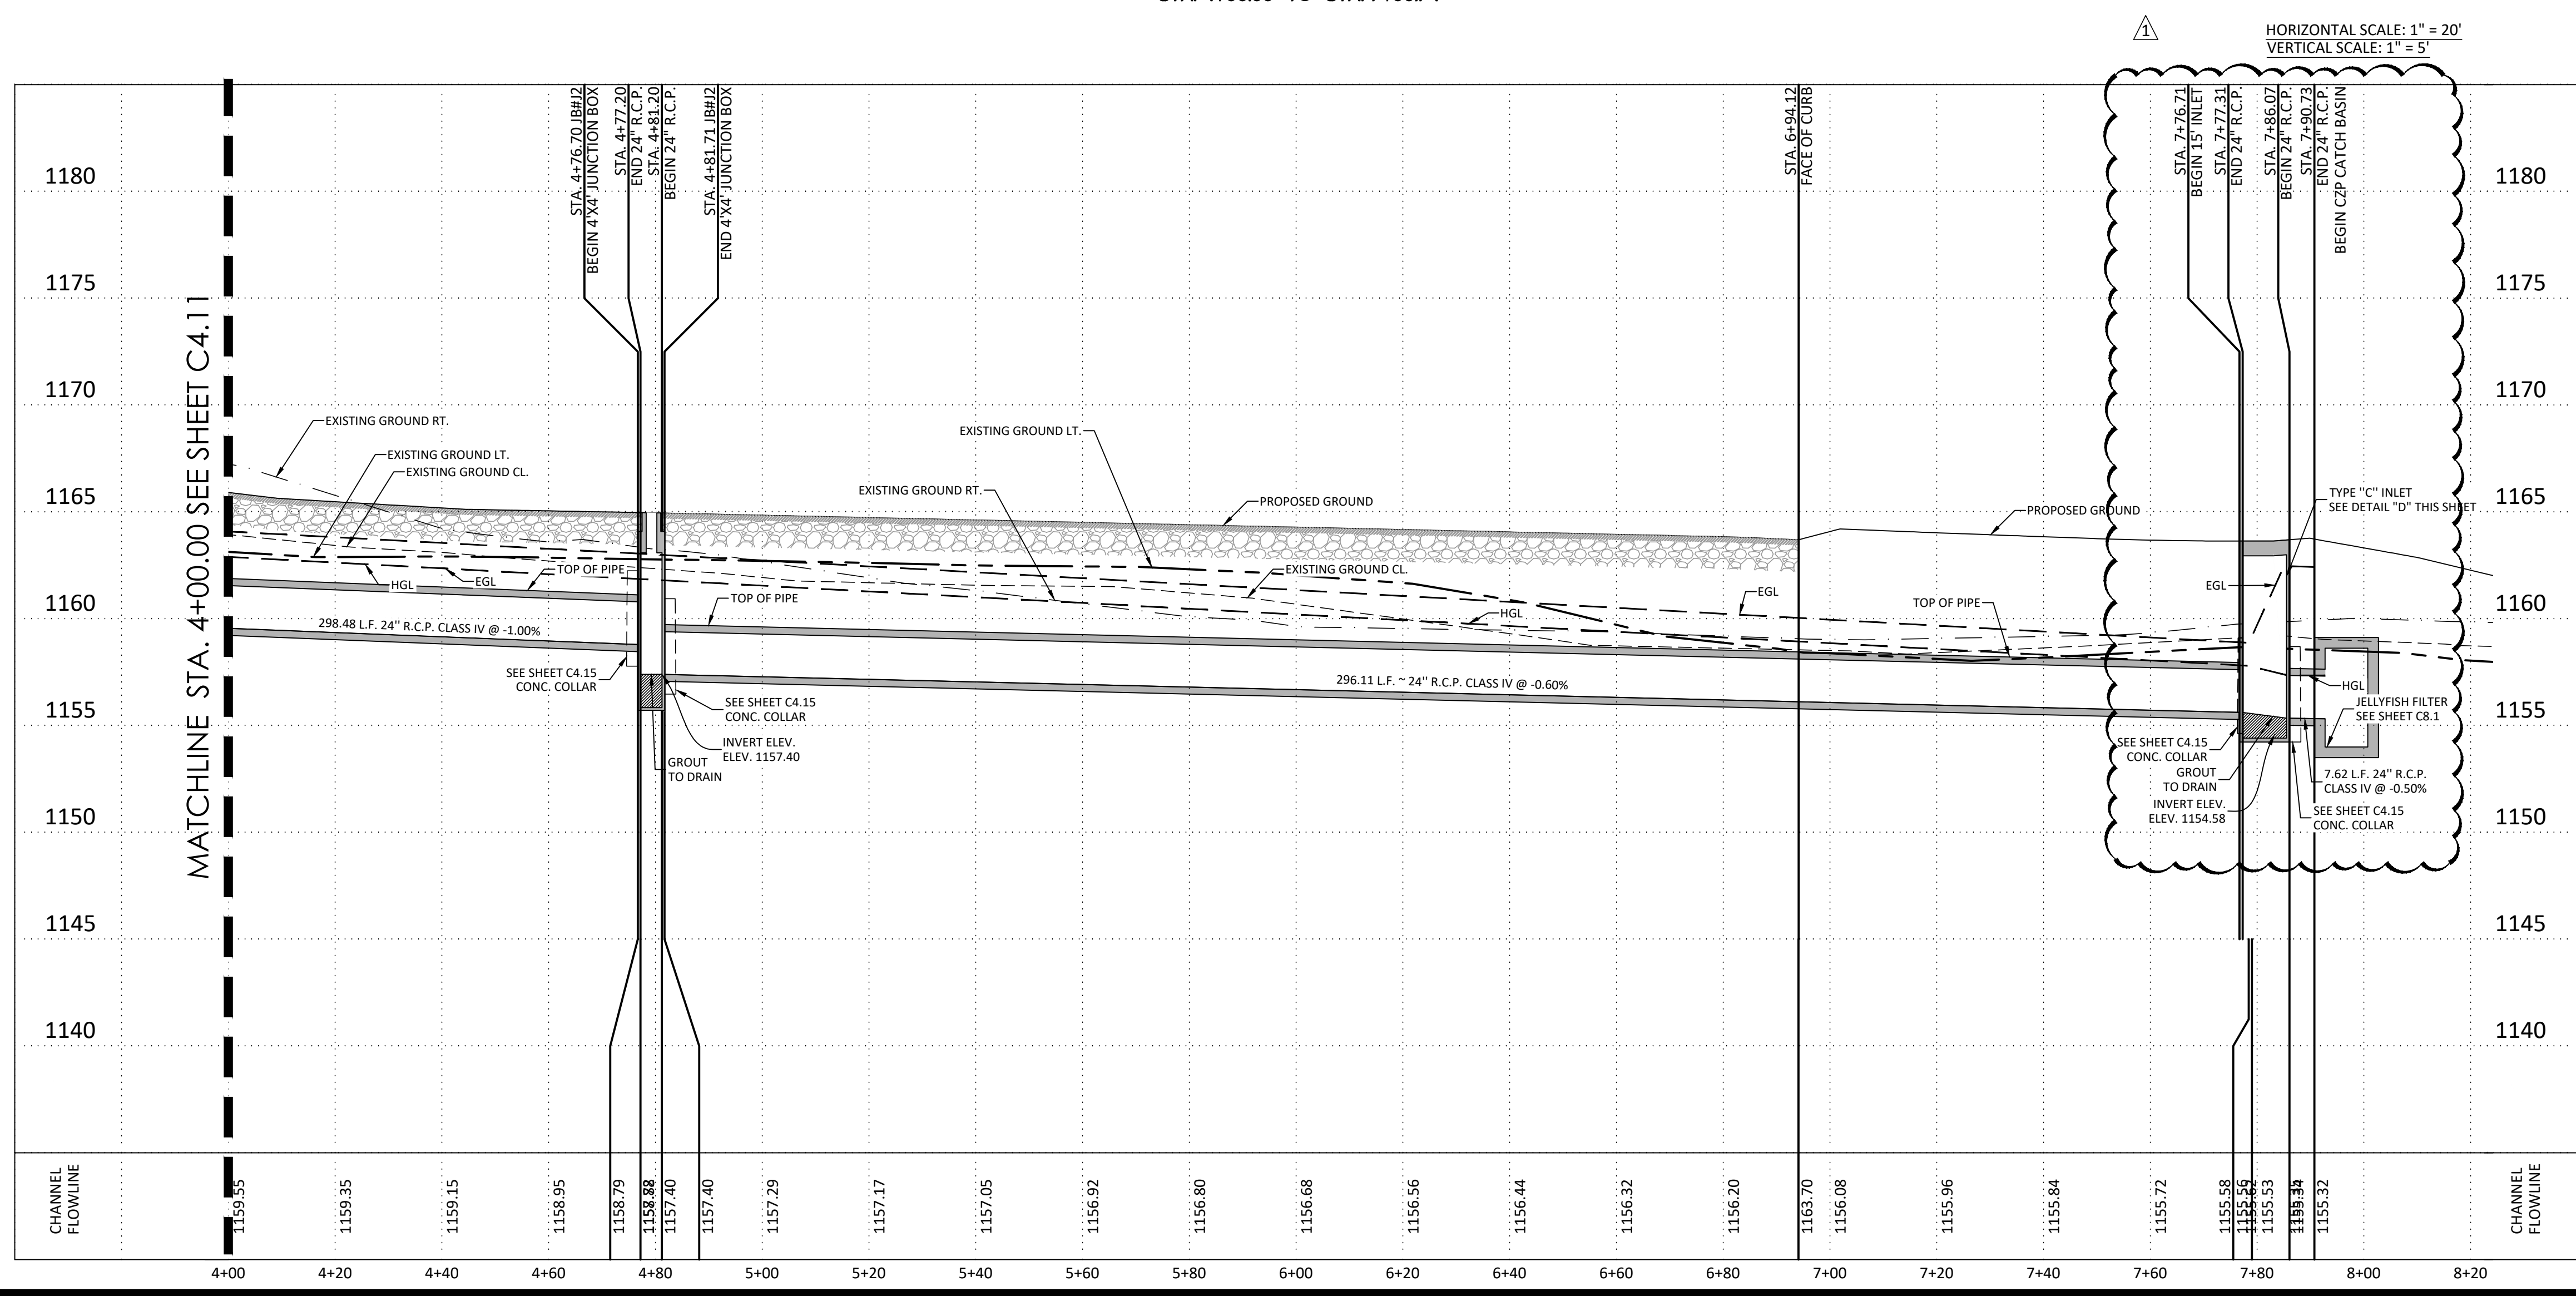 1
HORIZONTAL SCALE: 1" = 20'
VERTICAL SCALE: 1" = 5'
STA. 4+76.70 JB#J2
BEGIN 4'X4' JUNCTION BOX
STA. 4+77.20
END 24" R.C.P.
STA. 4+81.20
BEGIN 24" R.C.P.
STA. 4+81.71 JB#J2
END 4'X4' JUNCTION BOX
STA. 6+94.12
FACE OF CURB
STA. 7+76.71
BEGIN 15' INLET
STA. 7+77.31
END 24" R.C.P.
STA. 7+86.07
BEGIN 24" R.C.P.
STA. 7+90.73
END 24" R.C.P.
BEGIN CZP CATCH BASIN
1180
1175
1170
1165
1160
1155
1150
1145
1140
1180
1175
1170
1165
1160
1155
1150
1145
1140
MATCHLINE STA. 4+00.00 SEE SHEET C4.11
EXISTING GROUND RT.
EXISTING GROUND LT.
EXISTING GROUND CL.
HGL
EGL
TOP OF PIPE
298.48 L.F. 24" R.C.P. CLASS IV @ -1.00%
SEE SHEET C4.15
CONC. COLLAR
TOP OF PIPE
SEE SHEET C4.15
CONC. COLLAR
INVERT ELEV.
ELEV. 1157.40
GROUT
TO DRAIN
EXISTING GROUND LT.
EXISTING GROUND RT.
PROPOSED GROUND
EXISTING GROUND CL.
HGL
EGL
296.11 L.F. ~ 24" R.C.P. CLASS IV @ -0.60%
PROPOSED GROUND
TOP OF PIPE
TYPE "C" INLET
SEE DETAIL "D" THIS SHEET
EGL
HGL
JELLYFISH FILTER
SEE SHEET C8.1
SEE SHEET C4.15
CONC. COLLAR
GROUT
TO DRAIN
INVERT ELEV.
ELEV. 1154.58
7.62 L.F. 24" R.C.P.
CLASS IV @ -0.50%
SEE SHEET C4.15
CONC. COLLAR
CHANNEL
FLOWLINE
1159.55
1159.35
1159.15
1158.95
1158.79
1157.40
1157.40
1157.29
1157.17
1157.05
1156.92
1156.80
1156.68
1156.56
1156.44
1156.32
1156.20
1163.70
1156.08
1155.96
1155.84
1155.72
1155.58
1155.53
1155.32
CHANNEL
FLOWLINE
4+00
4+20
4+40
4+60
4+80
5+00
5+20
5+40
5+60
5+80
6+00
6+20
6+40
6+60
6+80
7+00
7+20
7+40
7+60
7+80
8+00
8+20